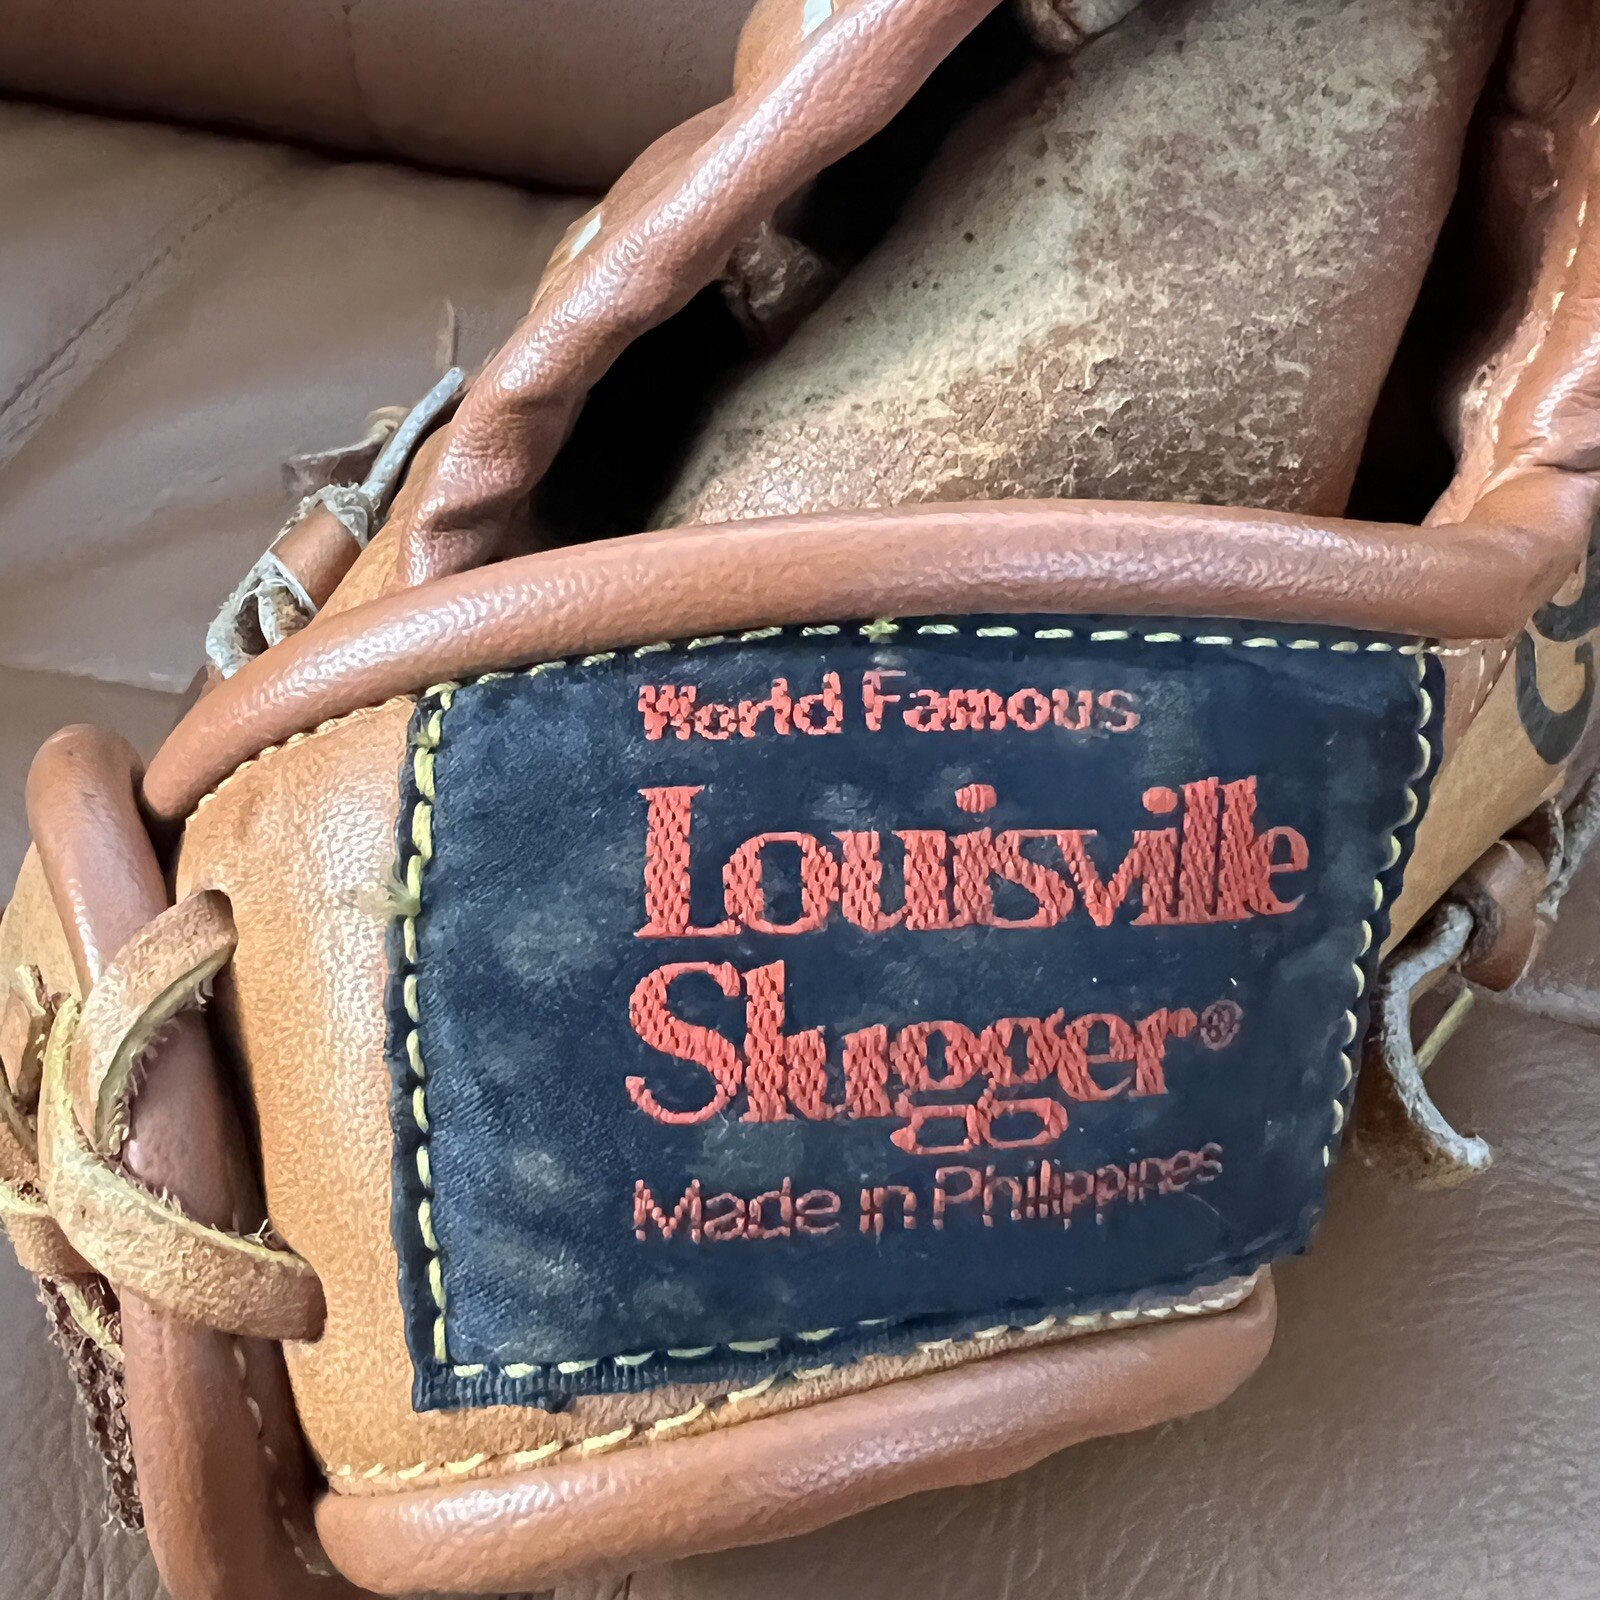 World Famous
Louisville
Slugger®
Made in Philippines